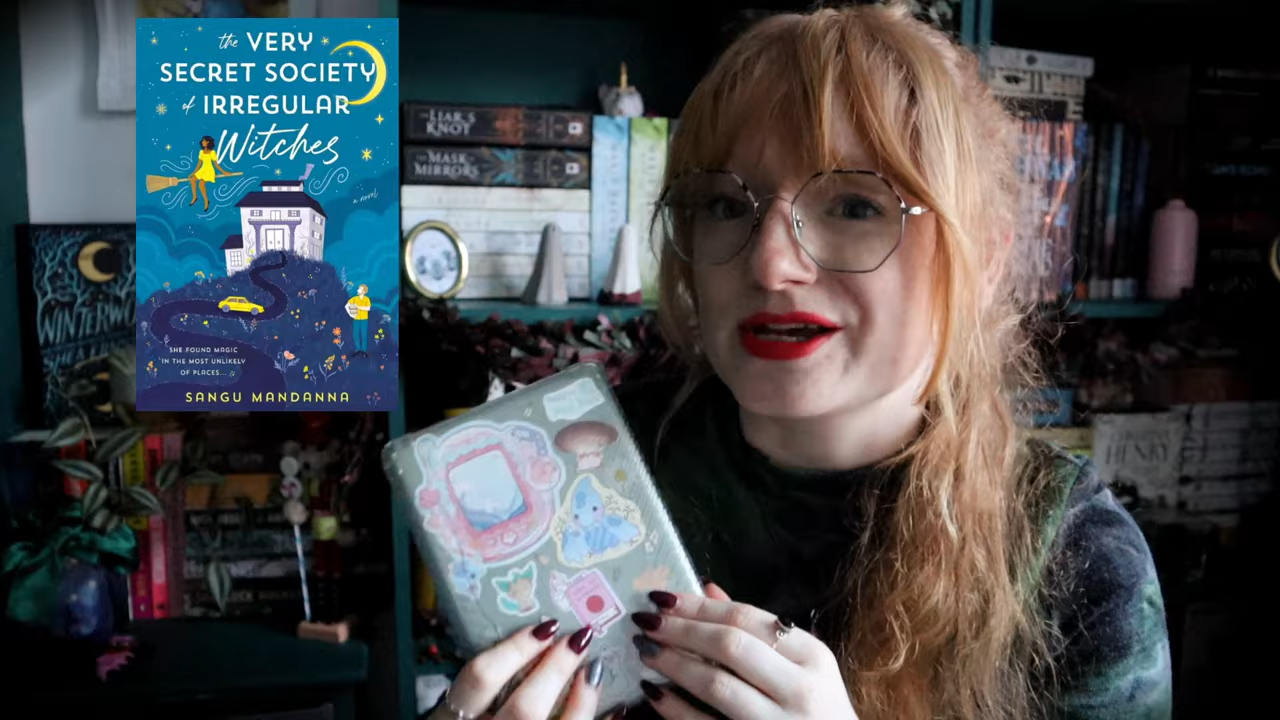 the VERY
SECRET SOCIETY
of IRREGULAR
Witches
a novel
SHE FOUND MAGIC
IN THE MOST UNLIKELY
OF PLACES...
SANGU MANDANNA
LIAR'S
KNOT
MASK
MIRRORS
WINTERW
HENRY